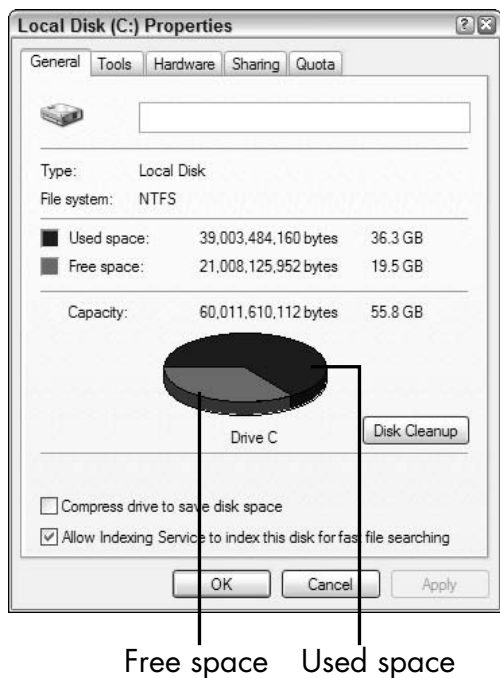 Local Disk (C:) Properties
General Tools Hardware Sharing Quota
Type: Local Disk
File system: NTFS
Used space: 39,003,484,160 bytes 36.3 GB
Free space: 21,008,125,952 bytes 19.5 GB
Capacity: 60,011,610,112 bytes 55.8 GB
Drive C
Disk Cleanup
Compress drive to save disk space
Allow Indexing Service to index this disk for fast file searching
OK Cancel Apply
Free space Used space